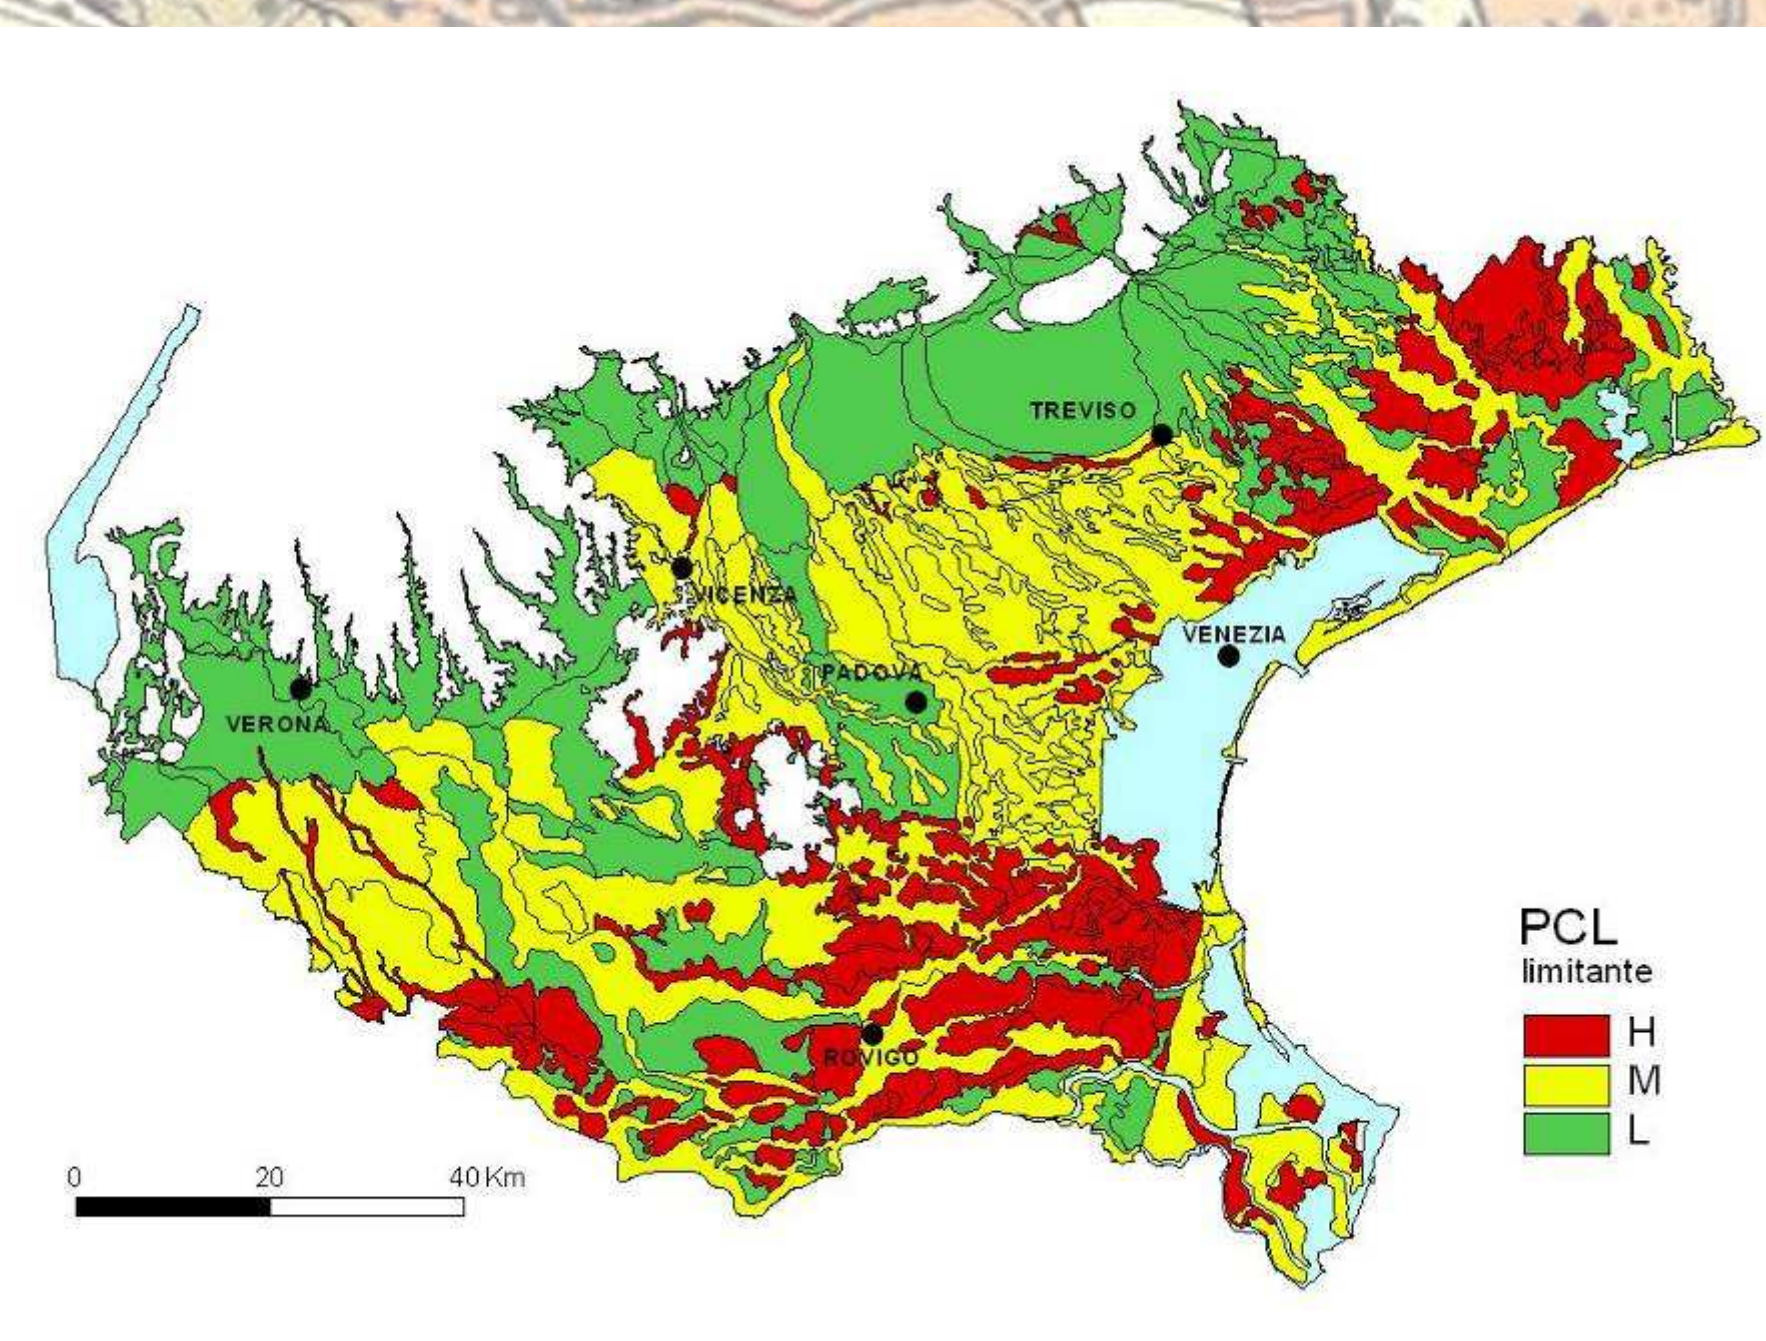 TREVISO
VICENZA
VENEZIA
PADOVA
VERONA
PCL
limitante
H
ROVIGO
M
L
0 20 40 Km